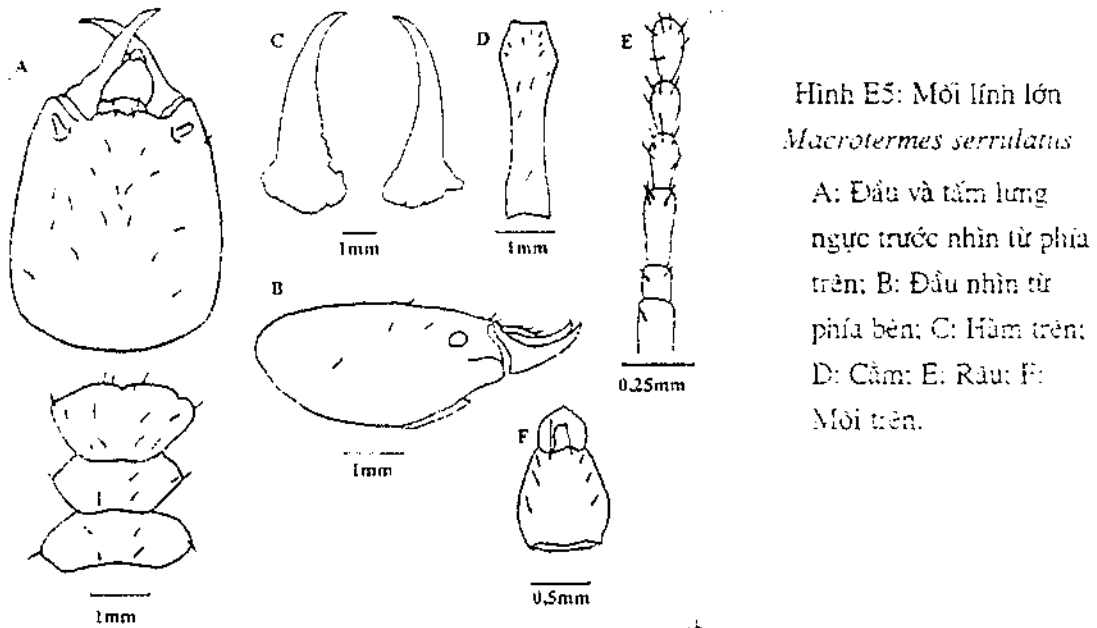 A
C
D
E
1mm
1mm
B
0.25mm
1mm
F
1mm
0,5mm
Hình E5: Mối lính lớn
Macrotermes serrulatus
A: Đầu và tấm lưng
ngực trước nhìn từ phía
trên; B: Đầu nhìn từ
phía bên; C: Hàm trên;
D: Cằm; E: Râu; F:
Môi trên.